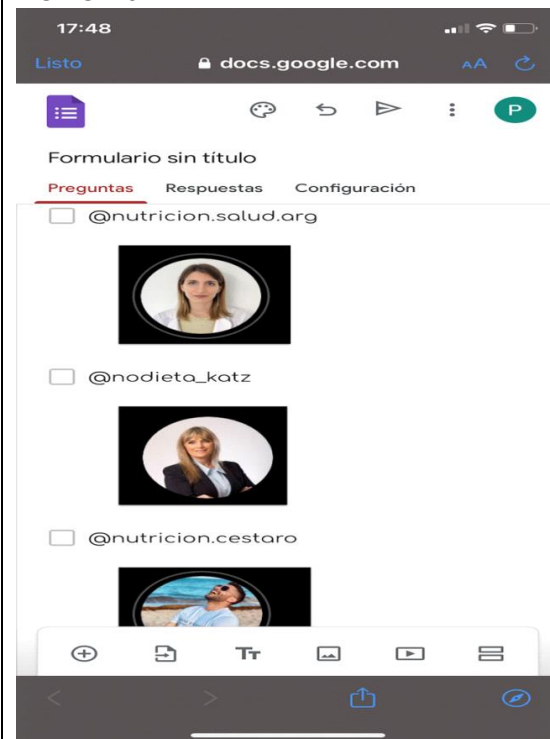 17:48
Listo docs.google.com AA
P
Formulario sin título
Preguntas Respuestas Configuración
@nutricion.salud.arg
@nodieta_katz
@nutricion.cestaro
Tт